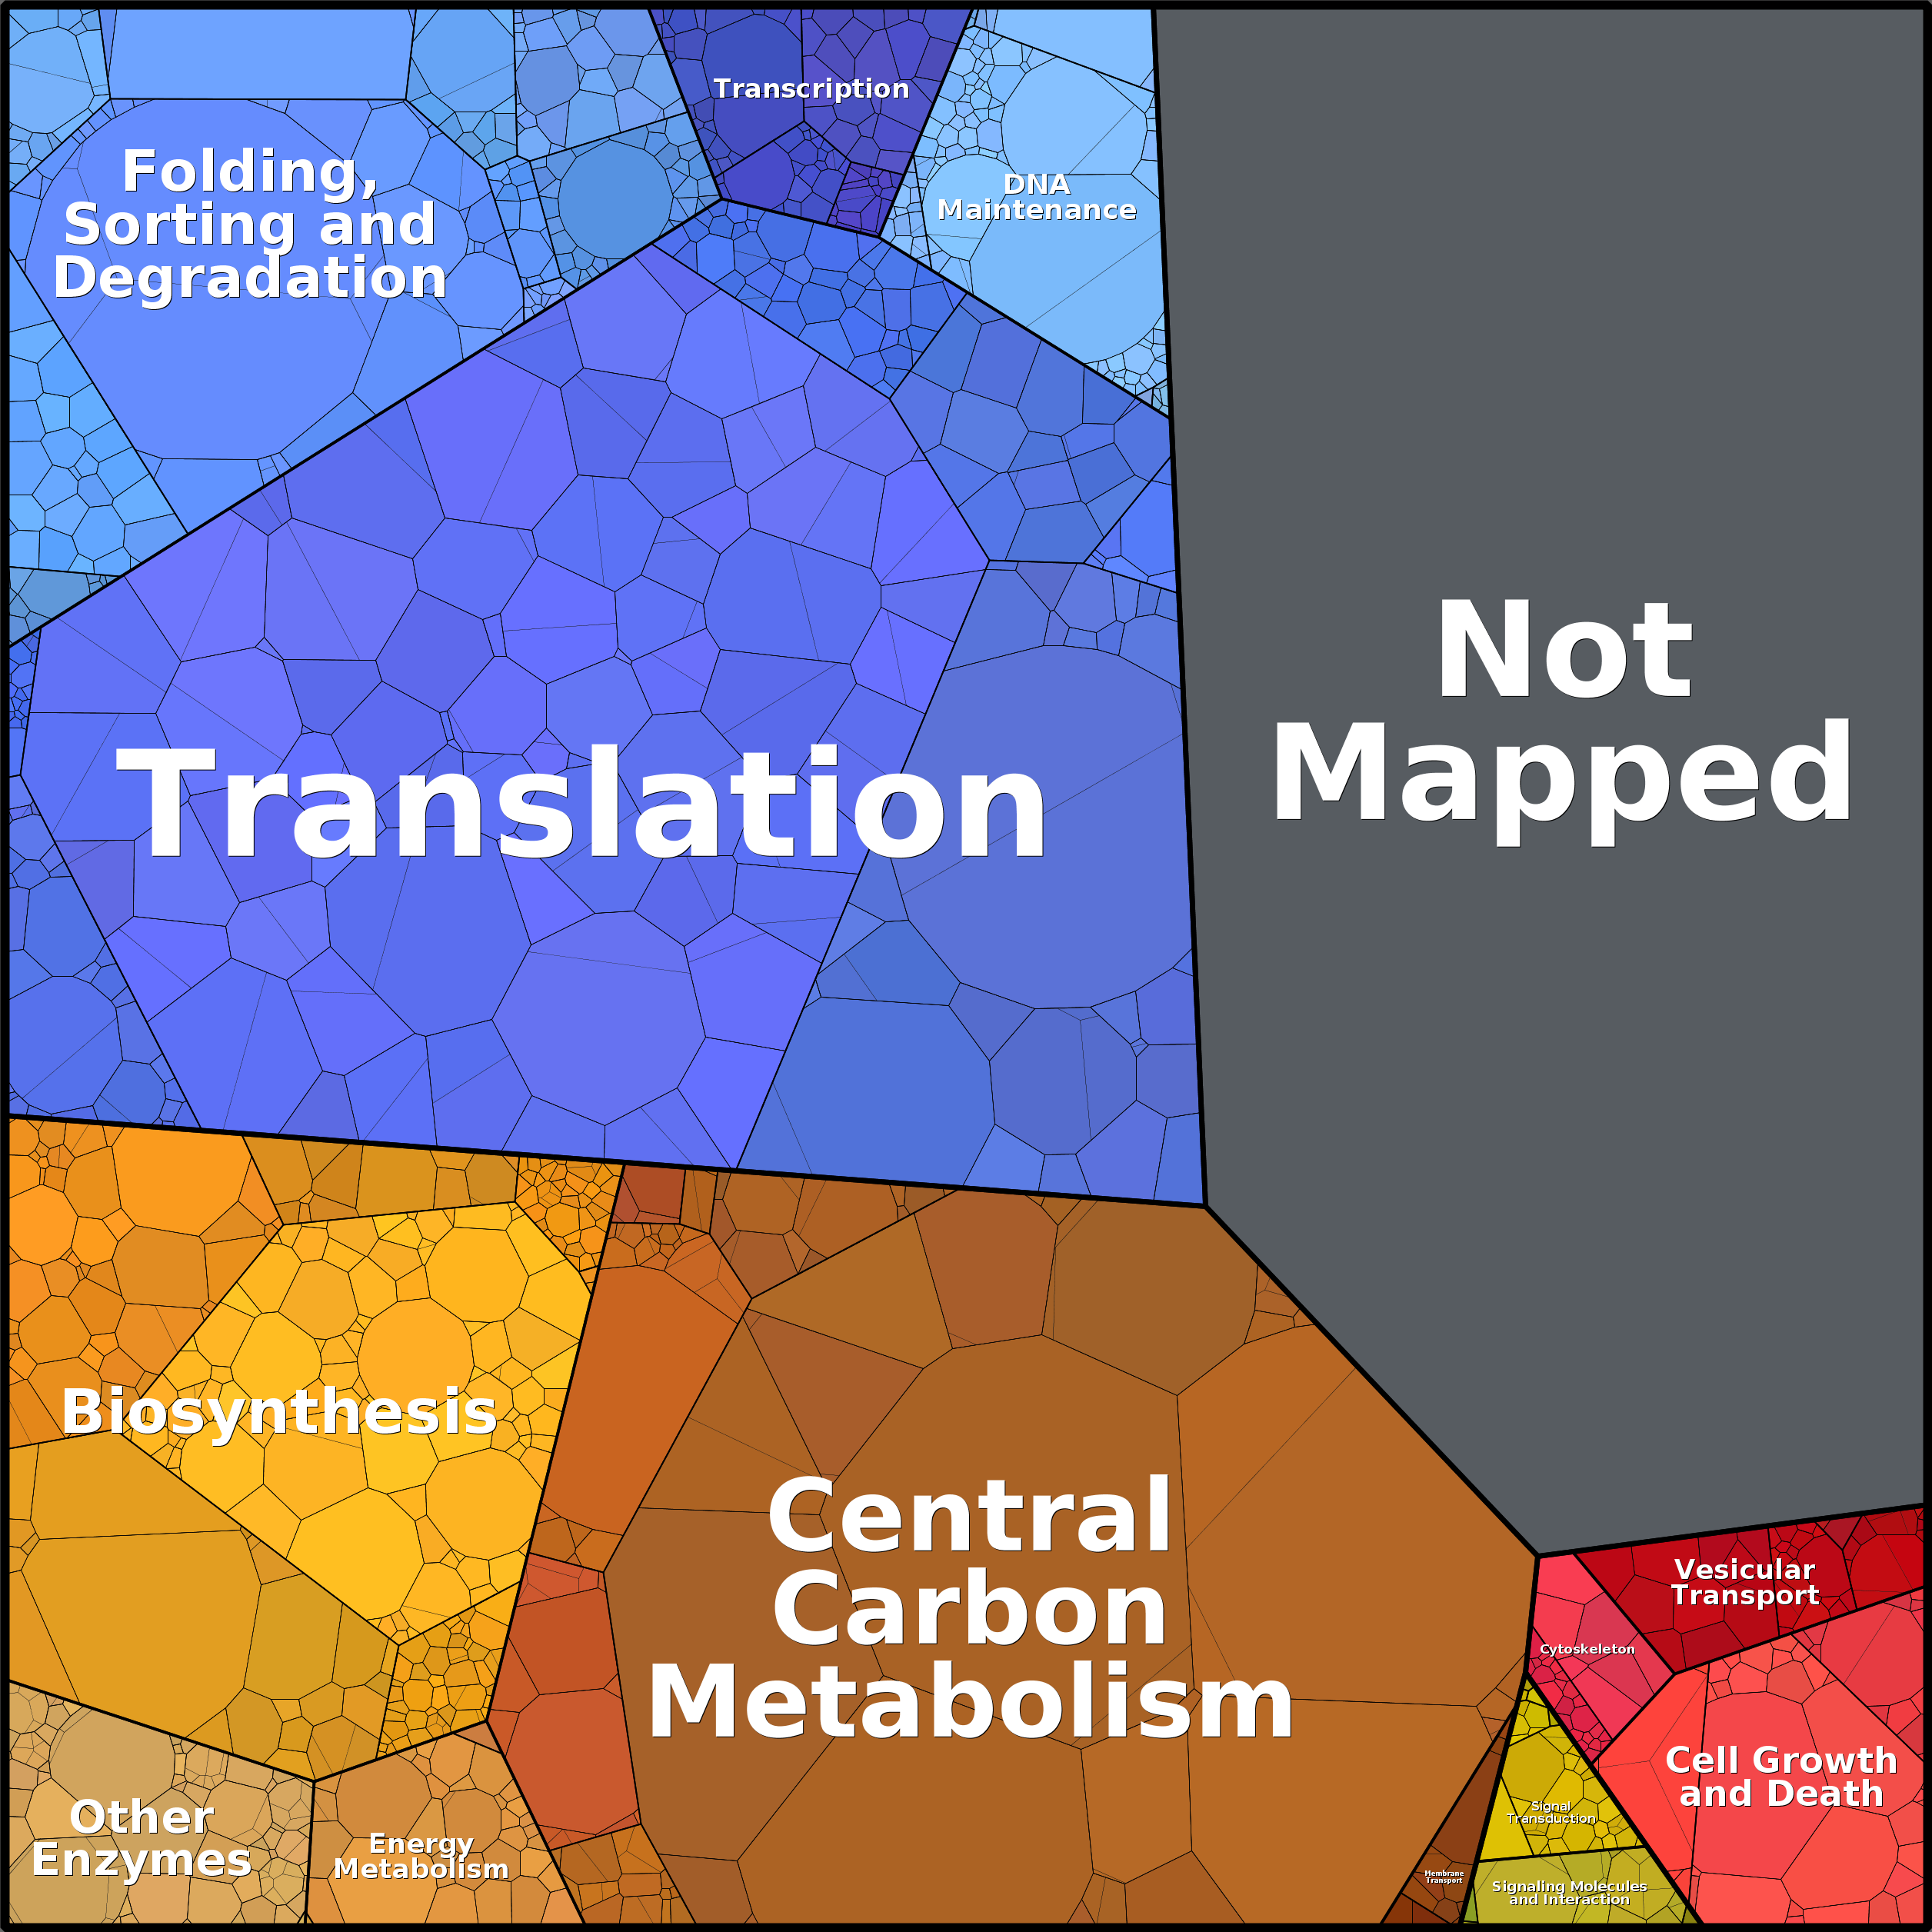 Transcription
Folding,
Sorting and
Degradation
DNA
Maintenance
Not
Mapped
Translation
Biosynthesis
Central
Carbon
Metabolism
Vesicular
Transport
Cytoskeleton
Cell Growth
and Death
Signal
Transduction
Other
Enzymes
Energy
Metabolism
Membrane
Transport
Signaling Molecules
and Interaction